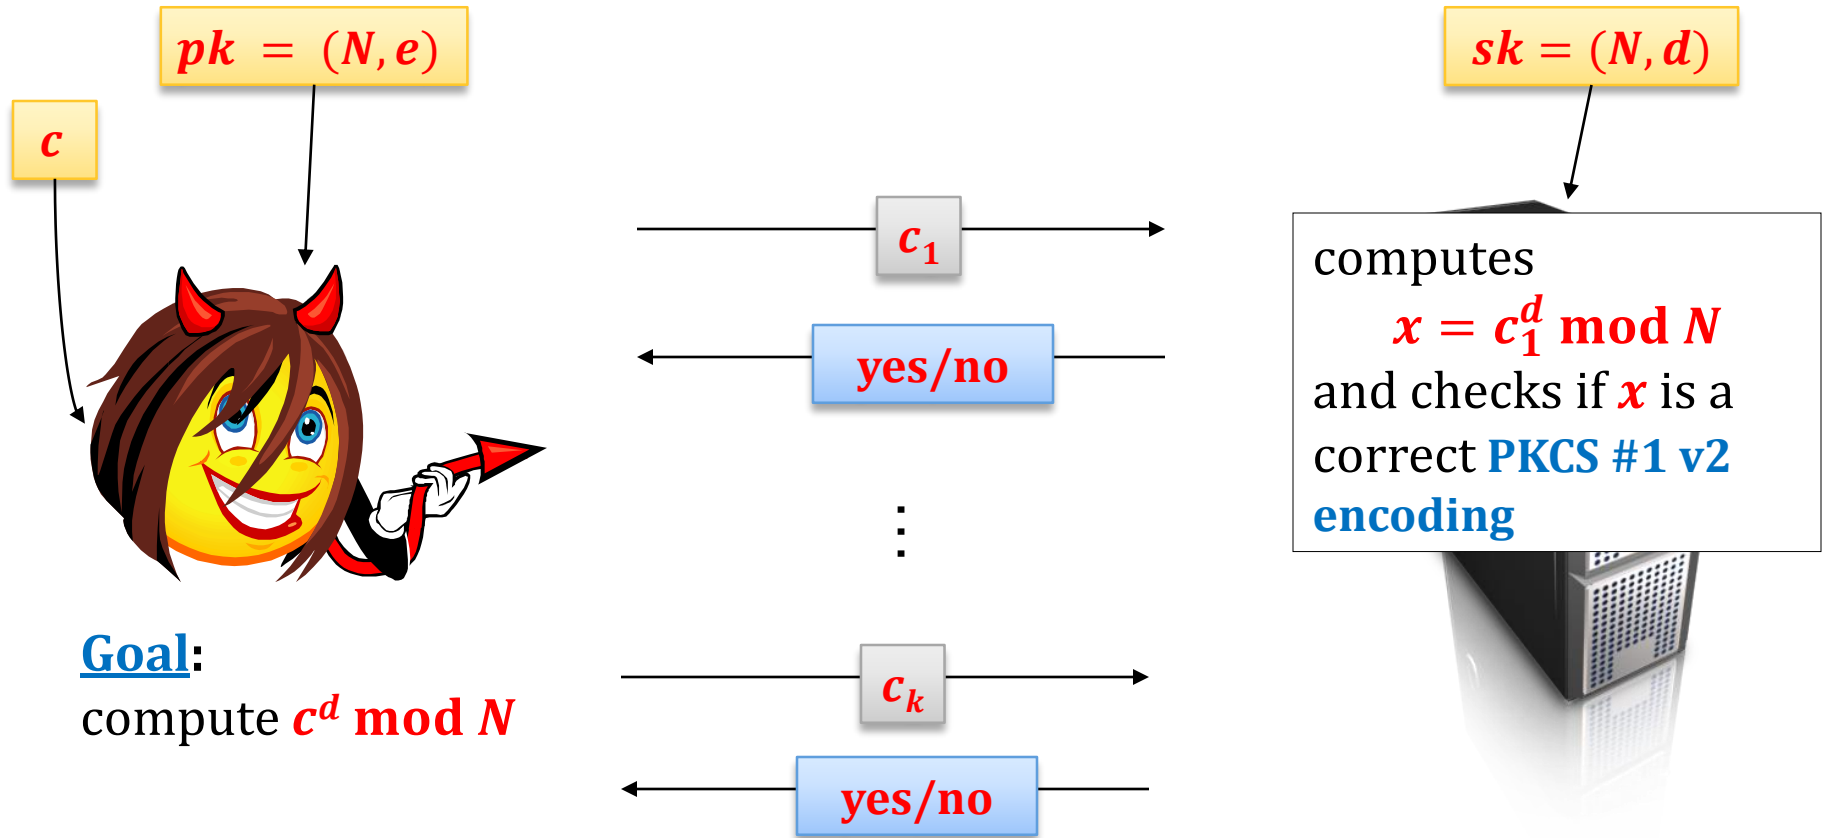 pk = (N, e)
sk = (N, d)
c
c₁
computes
x = c₁ᵈ mod N
and checks if x is a
correct PKCS #1 v2
encoding
yes/no
⋮
Goal:
compute cᵈ mod N
cₖ
yes/no